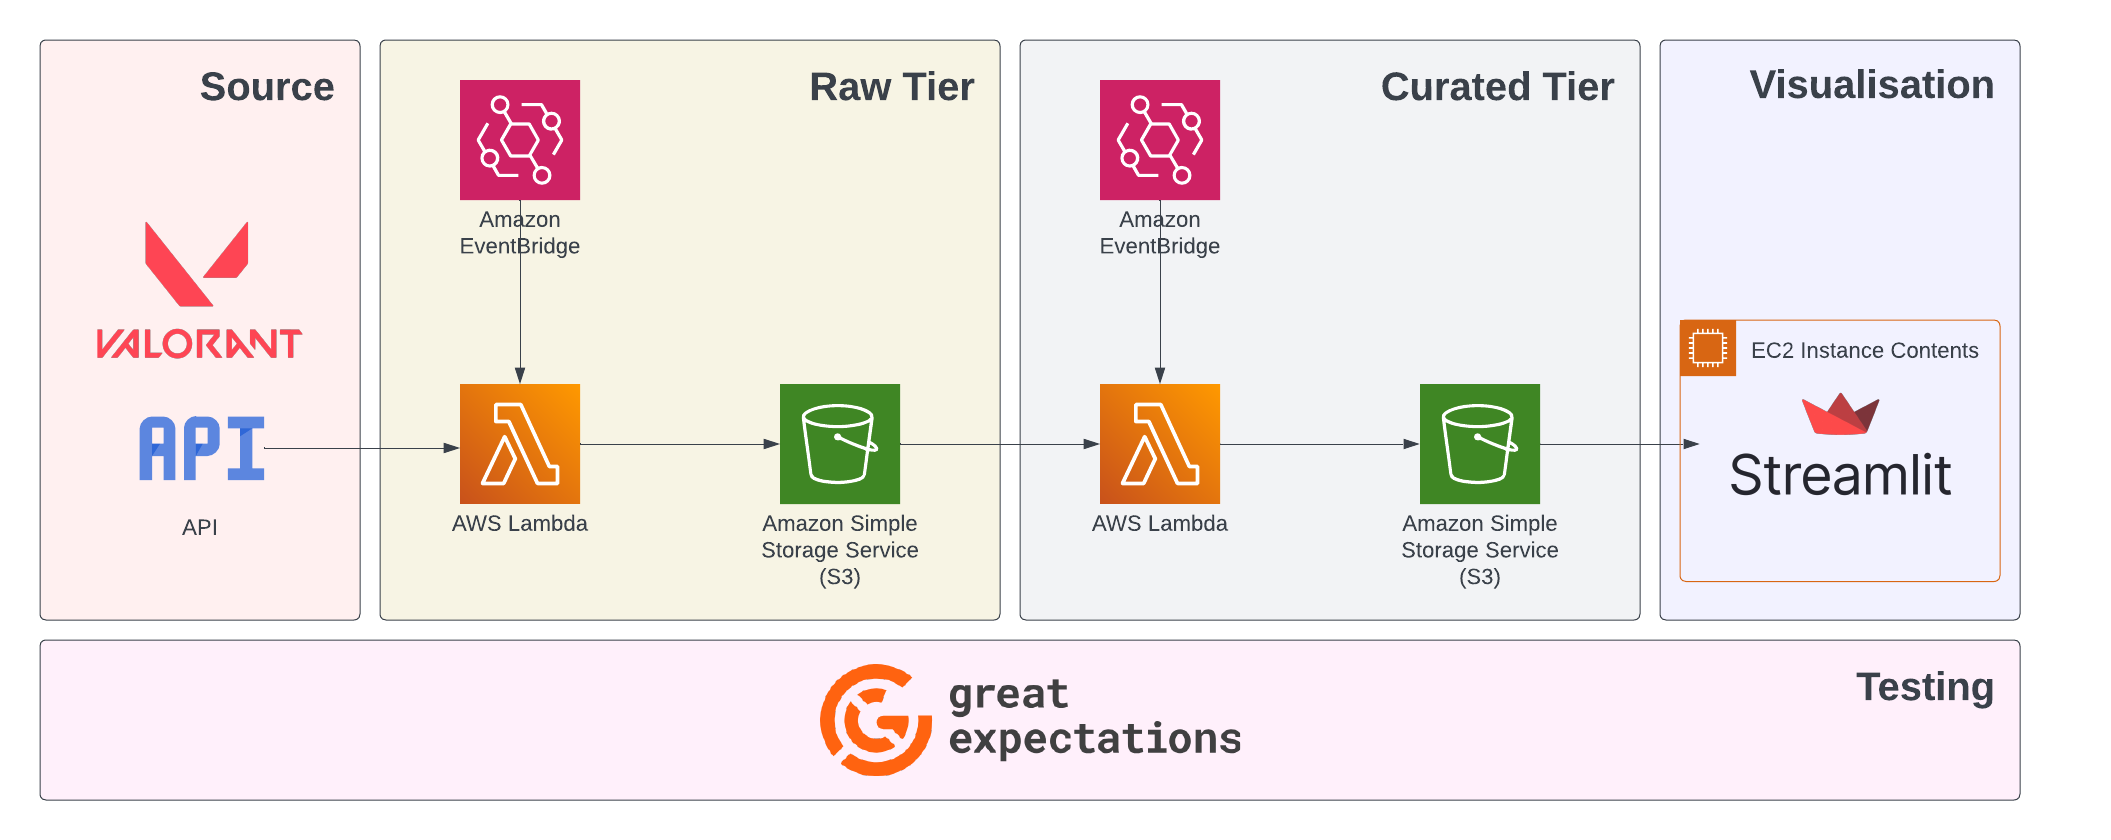 Source
VALORANT
API
API
Raw Tier
Amazon
EventBridge
AWS Lambda
Amazon Simple
Storage Service
(S3)
Curated Tier
Amazon
EventBridge
AWS Lambda
Amazon Simple
Storage Service
(S3)
Visualisation
EC2 Instance Contents
Streamlit
Testing
great
expectations